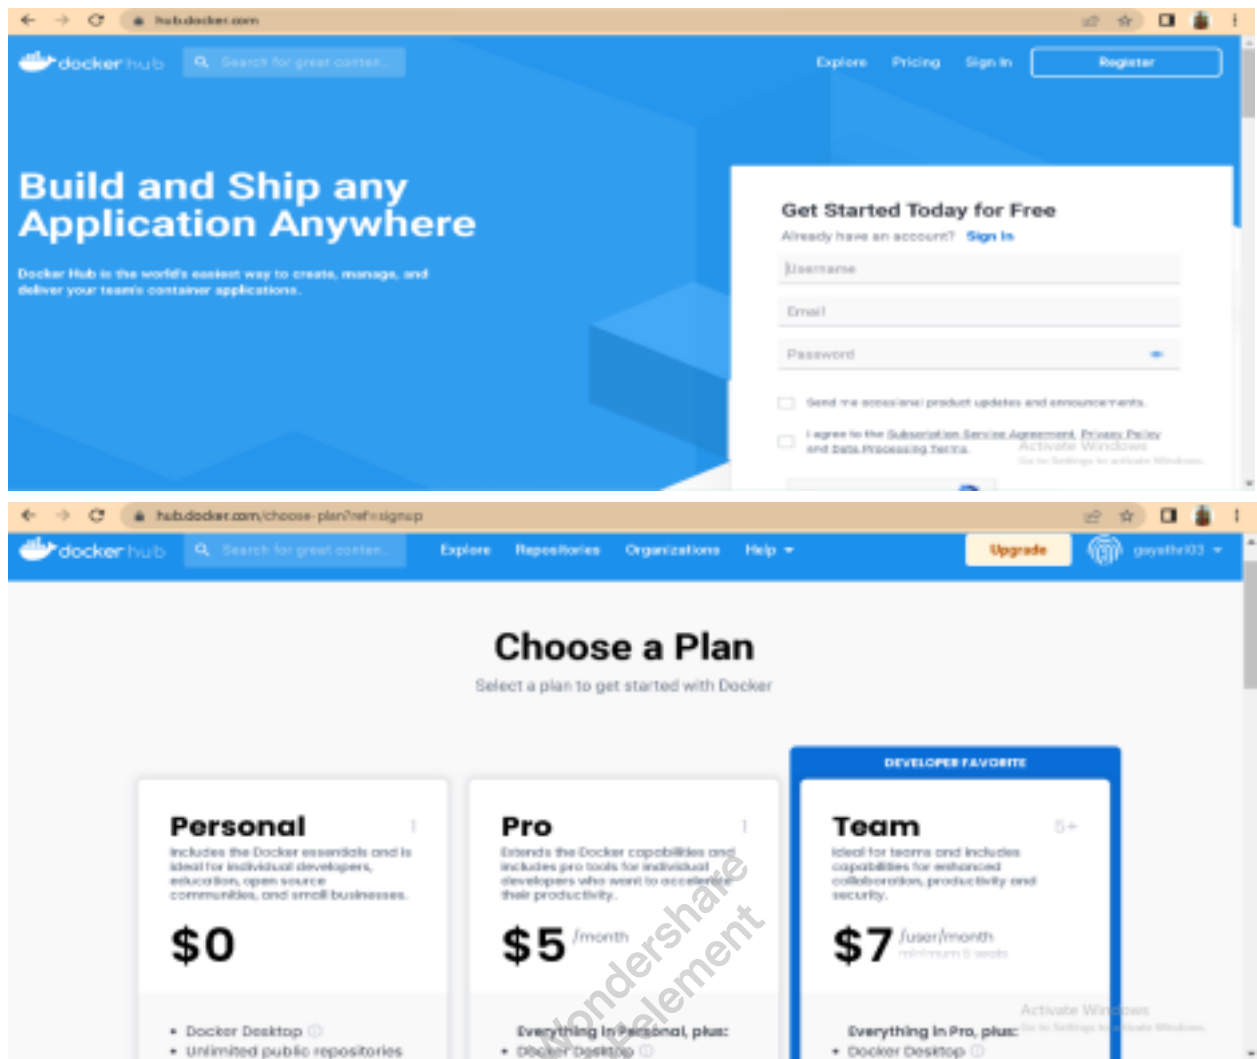 hub.docker.com
docker hub
Search for great conten...
Explore Pricing Sign In Register
Build and Ship any
Application Anywhere
Docker Hub is the world's easiest way to create, manage, and
deliver your team's container applications.
Get Started Today for Free
Already have an account? Sign In
Username
Email
Password
Send me occasional product updates and announcements.
I agree to the Subscription Service Agreement, Privacy Policy
and Data Processing Terms.
Activate Windows
Go to Settings to activate Windows.
hub.docker.com/choose-plan?ref=signup
docker hub
Search for great conten...
Explore Repositories Organizations Help
Upgrade
gayathri03
Choose a Plan
Select a plan to get started with Docker
DEVELOPER FAVORITE
Personal 1
Includes the Docker essentials and is
ideal for individual developers,
education, open source
communities, and small businesses.
$0
• Docker Desktop
• Unlimited public repositories
Pro 1
Extends the Docker capabilities and
includes pro tools for individual
developers who want to accelerate
their productivity.
$5 /month
Everything in Personal, plus:
• Docker Desktop
Team 5+
Ideal for teams and includes
capabilities for enhanced
collaboration, productivity and
security.
$7 /user/month
minimum 5 seats
Everything in Pro, plus:
• Docker Desktop
Activate Windows
Go to Settings to activate Windows.
Wondershare